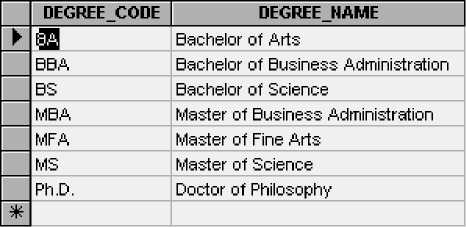 DEGREE_CODE DEGREE_NAME
BA Bachelor of Arts
BBA Bachelor of Business Administration
BS Bachelor of Science
MBA Master of Business Administration
MFA Master of Fine Arts
MS Master of Science
Ph.D. Doctor of Philosophy